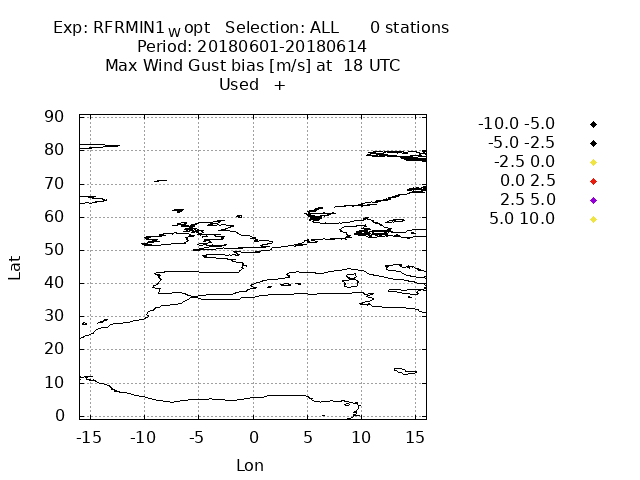 Exp: RFRMIN1_W opt   Selection: ALL      0 stations
Period: 20180601-20180614
Max Wind Gust bias [m/s] at  18 UTC
Used   +
-10.0 -5.0
-5.0 -2.5
-2.5 0.0
0.0 2.5
2.5 5.0
5.0 10.0
90
80
70
60
50
40
30
20
10
0
Lat
-15 -10 -5 0 5 10 15
Lon